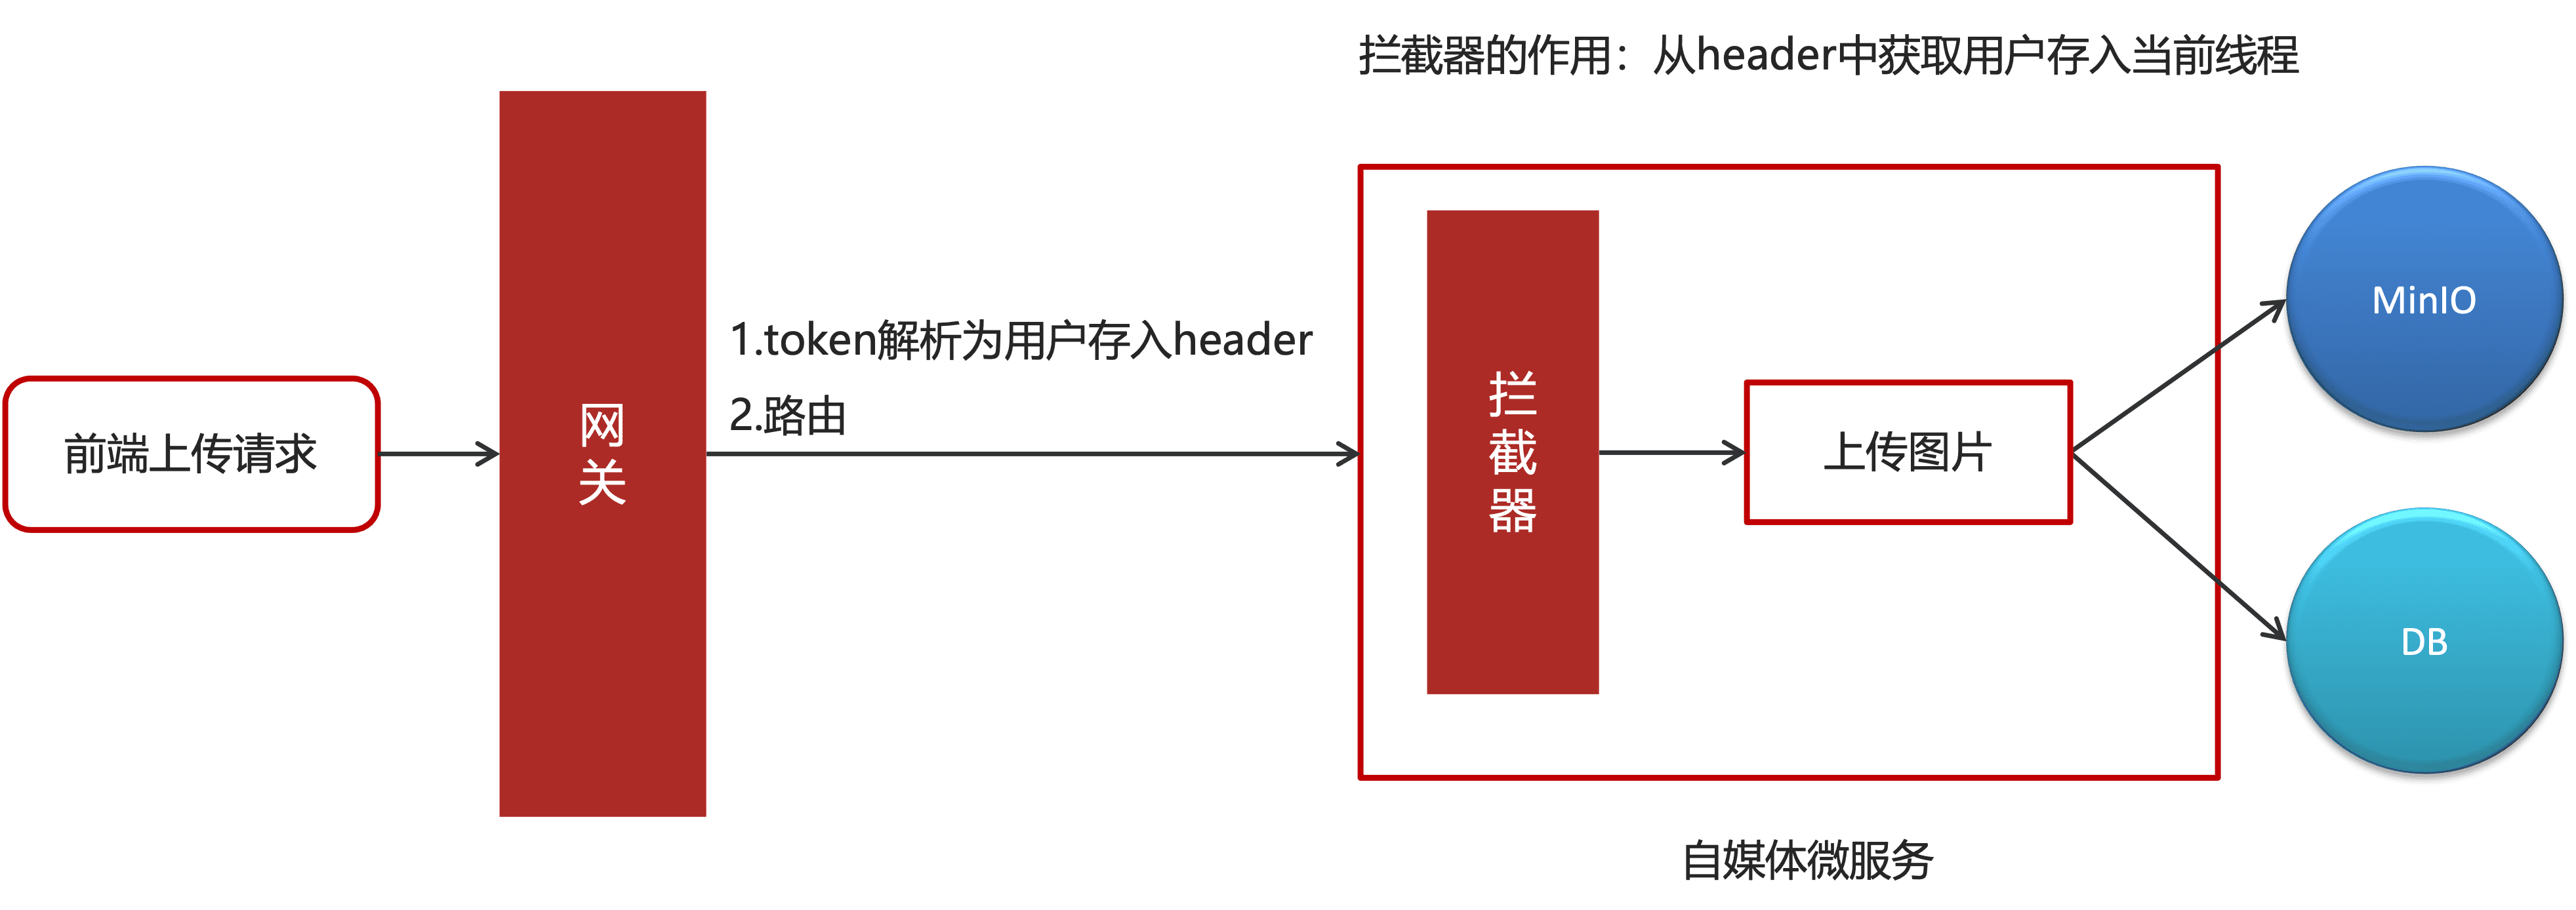 拦截器的作用：从header中获取用户存入当前线程
前端上传请求
网
关
1.token解析为用户存入header
2.路由
拦
截
器
上传图片
MinIO
DB
自媒体微服务